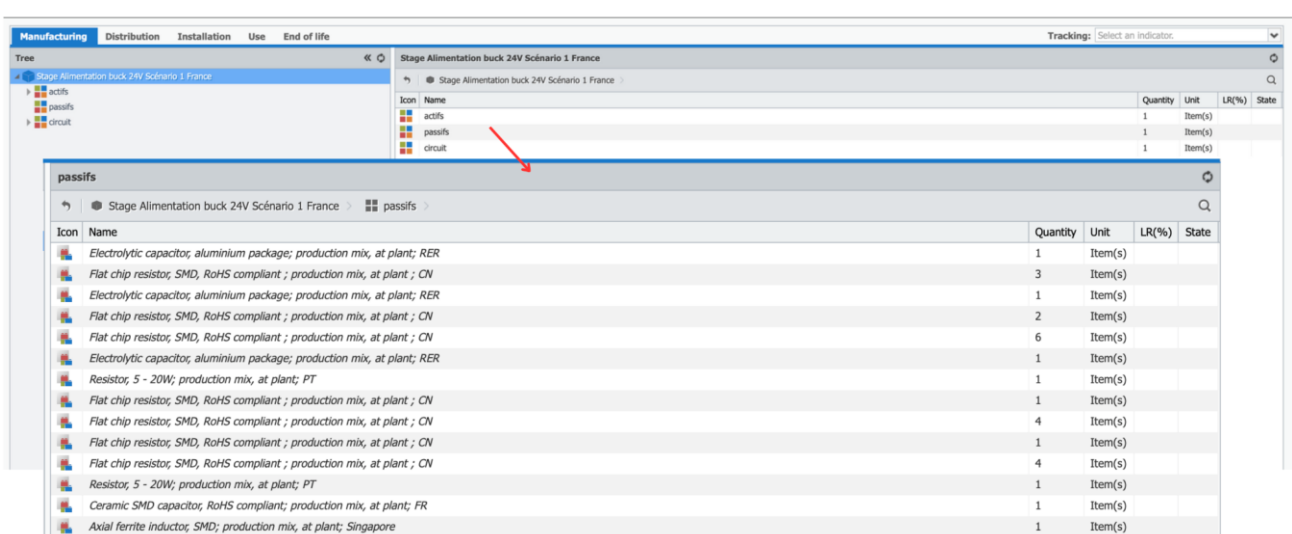 Manufacturing Distribution Installation Use End of life Tracking: Select an indicator.
Tree
Stage Alimentation buck 24V Scénario 1 France
actifs
passifs
circuit
Stage Alimentation buck 24V Scénario 1 France
Stage Alimentation buck 24V Scénario 1 France
Icon Name Quantity Unit LR(%) State
actifs 1 Item(s)
passifs 1 Item(s)
circuit 1 Item(s)
passifs
Stage Alimentation buck 24V Scénario 1 France passifs
Icon Name Quantity Unit LR(%) State
Electrolytic capacitor, aluminium package; production mix, at plant; RER 1 Item(s)
Flat chip resistor, SMD, RoHS compliant ; production mix, at plant ; CN 3 Item(s)
Electrolytic capacitor, aluminium package; production mix, at plant; RER 1 Item(s)
Flat chip resistor, SMD, RoHS compliant ; production mix, at plant ; CN 2 Item(s)
Flat chip resistor, SMD, RoHS compliant ; production mix, at plant ; CN 6 Item(s)
Electrolytic capacitor, aluminium package; production mix, at plant; RER 1 Item(s)
Resistor, 5 - 20W; production mix, at plant; PT 1 Item(s)
Flat chip resistor, SMD, RoHS compliant ; production mix, at plant ; CN 1 Item(s)
Flat chip resistor, SMD, RoHS compliant ; production mix, at plant ; CN 4 Item(s)
Flat chip resistor, SMD, RoHS compliant ; production mix, at plant ; CN 1 Item(s)
Flat chip resistor, SMD, RoHS compliant ; production mix, at plant ; CN 4 Item(s)
Resistor, 5 - 20W; production mix, at plant; PT 1 Item(s)
Ceramic SMD capacitor, RoHS compliant; production mix, at plant; FR 1 Item(s)
Axial ferrite inductor, SMD; production mix, at plant; Singapore 1 Item(s)